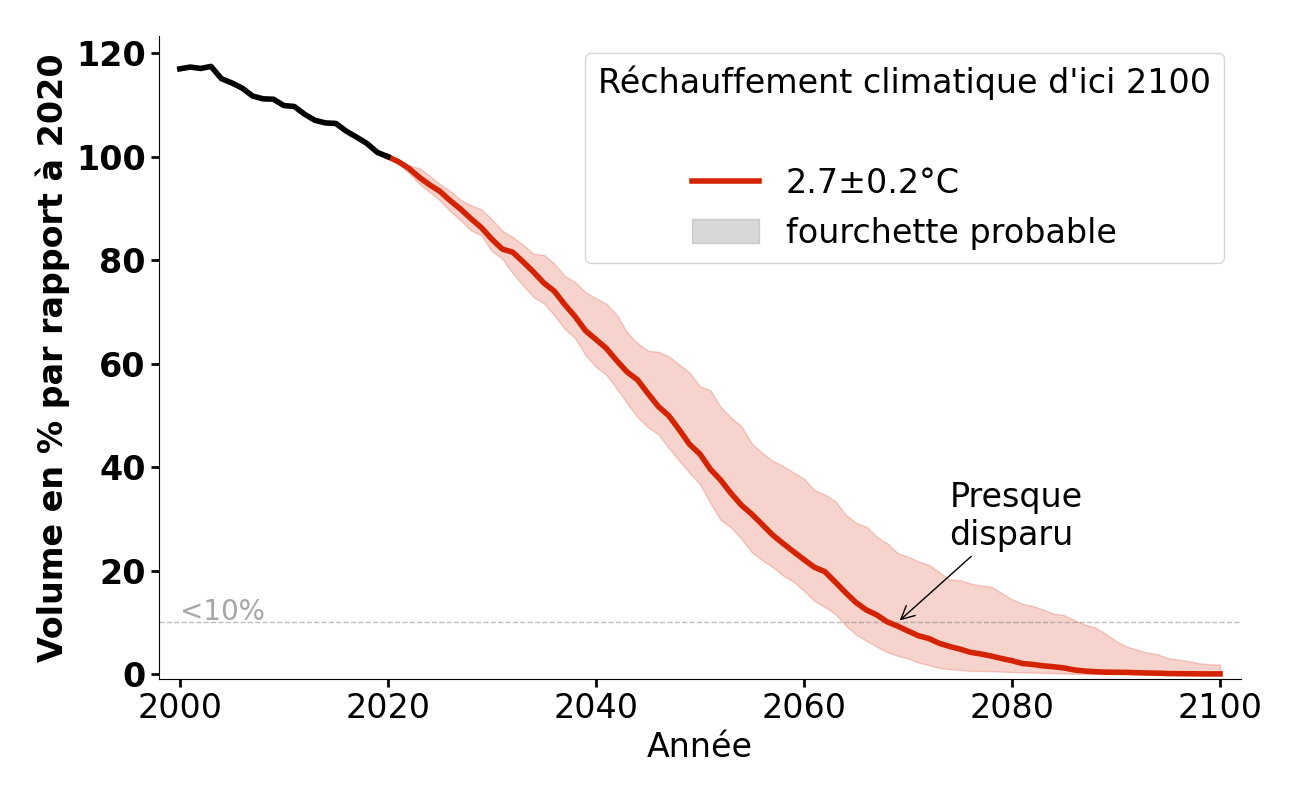 Volume en % par rapport à 2020
120
100
80
60
40
20
0
Réchauffement climatique d'ici 2100
2.7±0.2°C
fourchette probable
Presque
disparu
<10%
2000
2020
2040
2060
2080
2100
Année